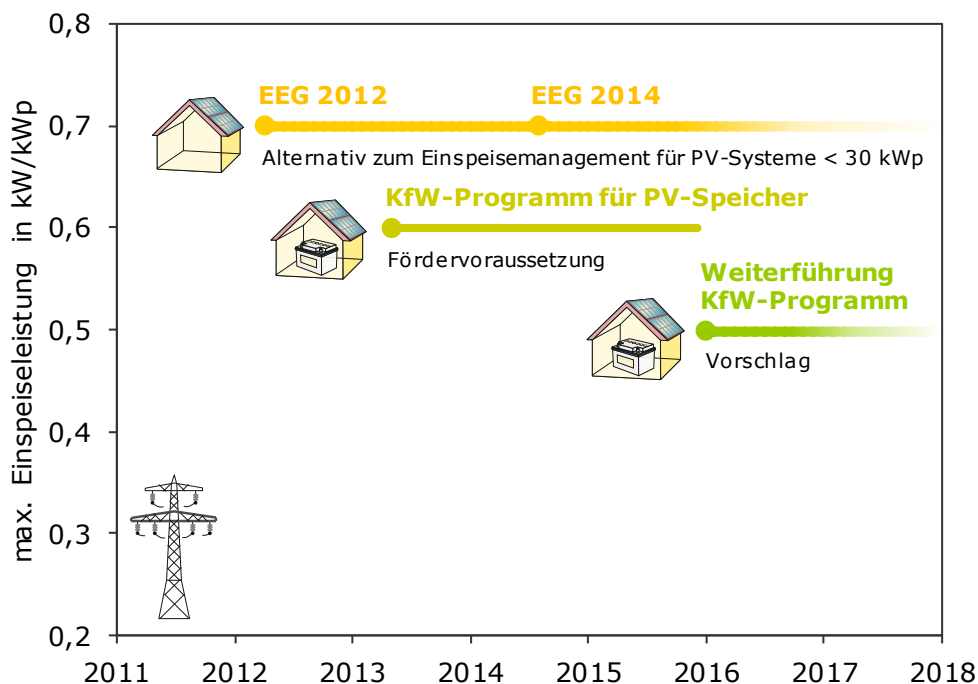 max. Einspeiseleistung in kW/kWp
0,8
0,7
0,6
0,5
0,4
0,3
0,2
EEG 2012
EEG 2014
Alternativ zum Einspeisemanagement für PV-Systeme < 30 kWp
KfW-Programm für PV-Speicher
Fördervoraussetzung
Weiterführung
KfW-Programm
Vorschlag
2011
2012
2013
2014
2015
2016
2017
2018